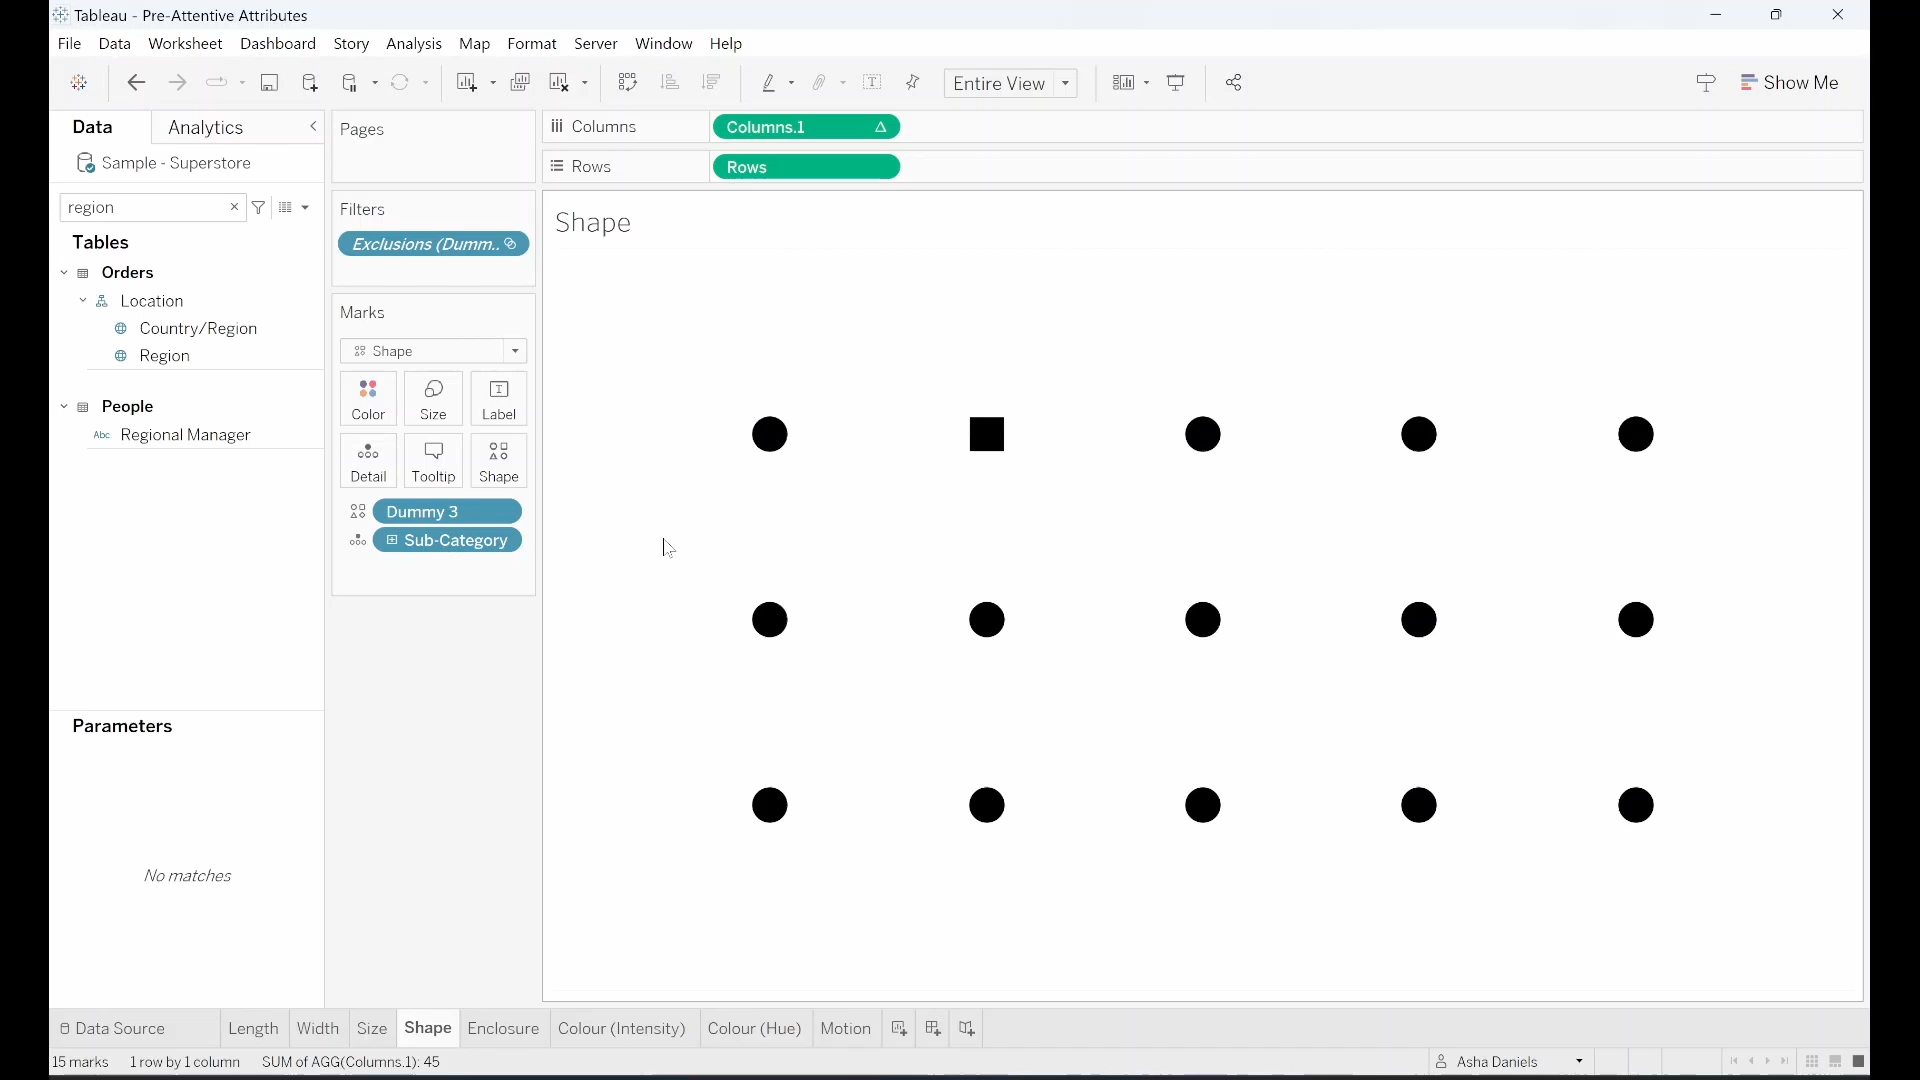 Tableau - Pre-Attentive Attributes
File Data Worksheet Dashboard Story Analysis Map Format Server Window Help
Entire View
Show Me
Data Analytics
Sample - Superstore
region
Tables
Orders
Location
Country/Region
Region
People
Abc Regional Manager
Parameters
No matches
Pages
Filters
Exclusions (Dumm..
Marks
Shape
Color Size Label
Detail Tooltip Shape
Dummy 3
Sub-Category
Columns Columns.1
Rows Rows
Shape
Data Source Length Width Size Shape Enclosure Colour (Intensity) Colour (Hue) Motion
15 marks 1 row by 1 column SUM of AGG(Columns.1): 45
Asha Daniels